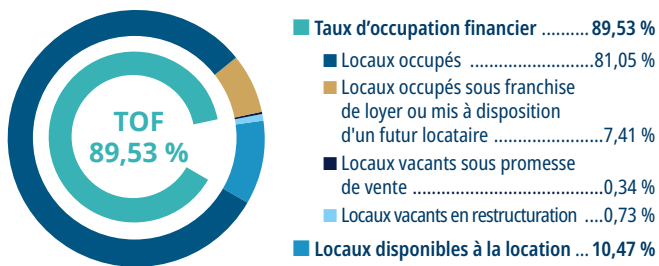 TOF
89,53 %
Taux d'occupation financier ..........89,53 %
Locaux occupés ....................81,05 %
Locaux occupés sous franchise
de loyer ou mis à disposition
d'un futur locataire ......................7,41 %
Locaux vacants sous promesse
de vente ......................................0,34 %
Locaux vacants en restructuration ....0,73 %
Locaux disponibles à la location ... 10,47 %